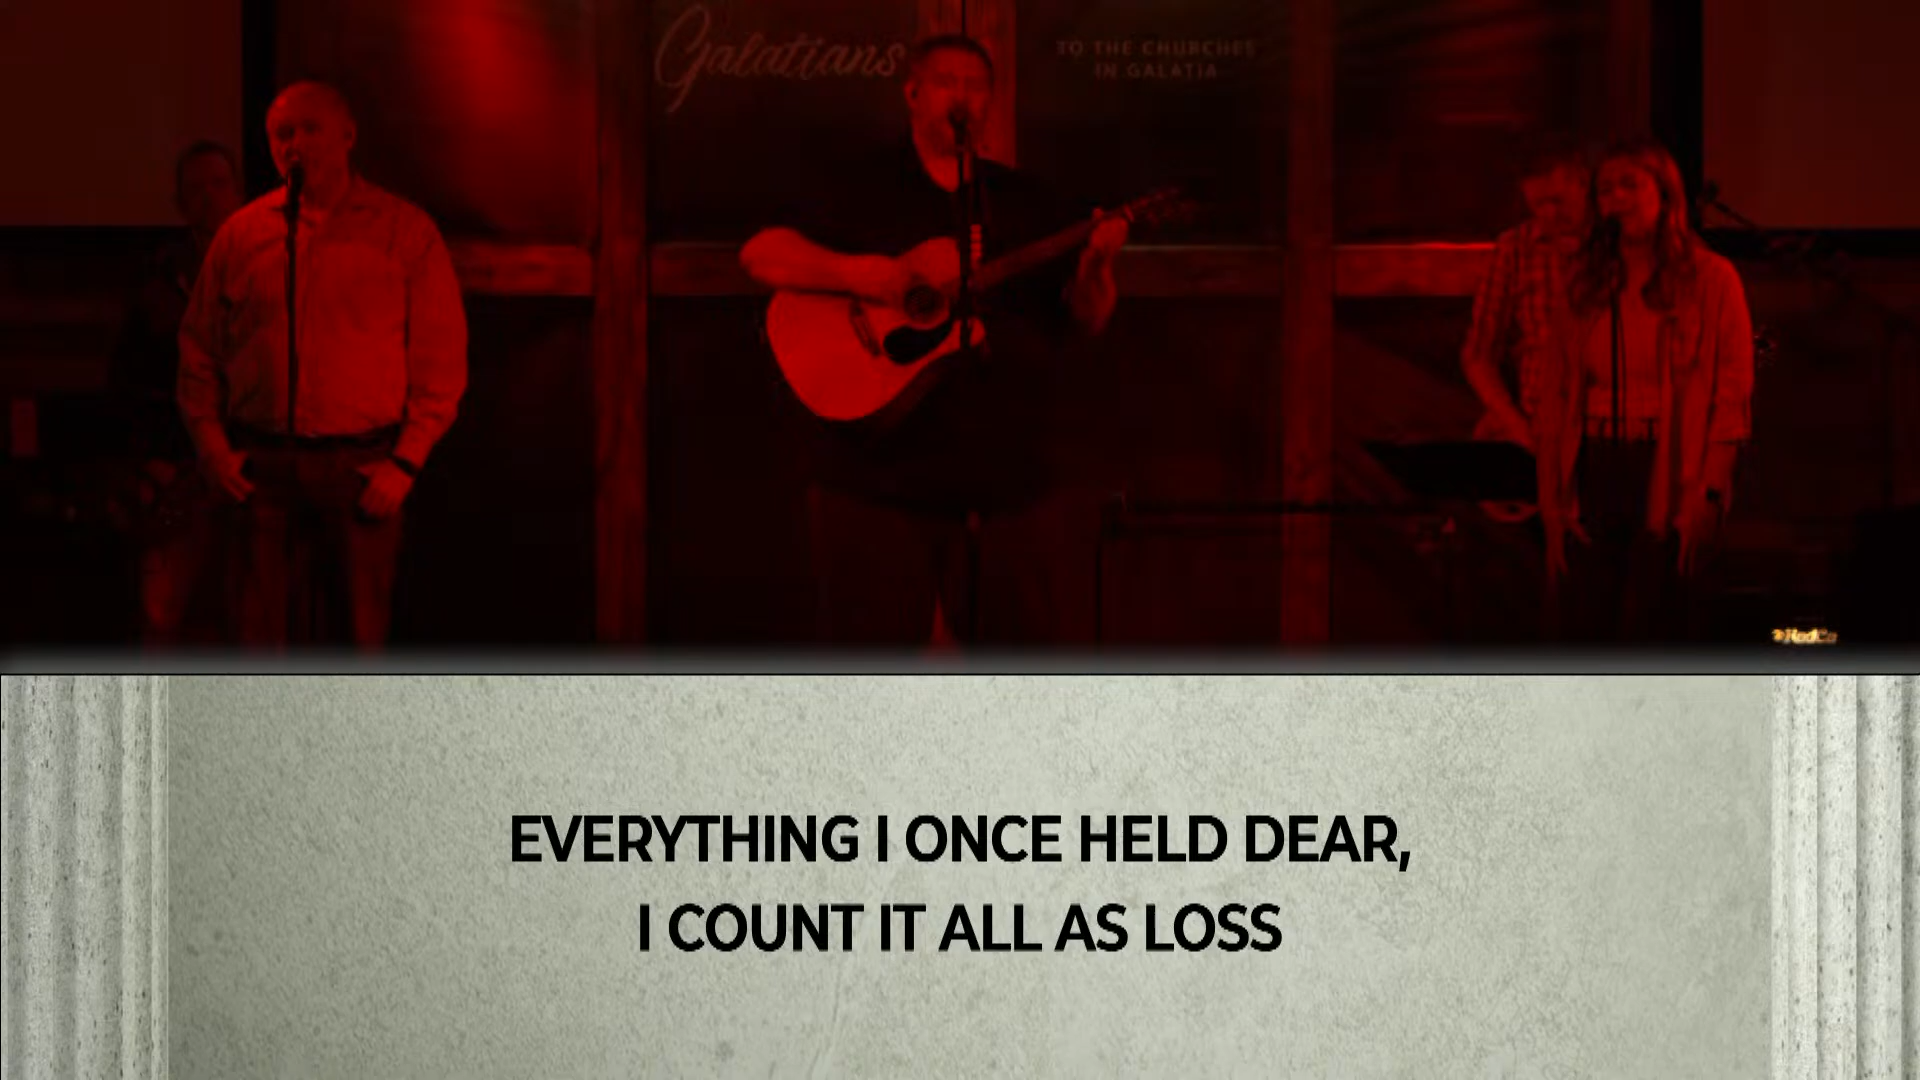 Galatians
TO THE CHURCHES
IN GALATIA
EVERYTHING I ONCE HELD DEAR,
I COUNT IT ALL AS LOSS